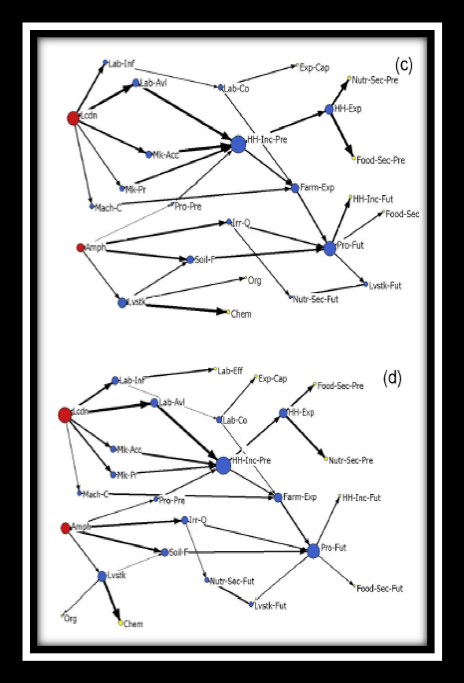 (c)
Lab-Inf
Exp-Cap
Nutr-Sec-Pre
Lab-Avl
Lab-Co
HH-Exp
Lcdn
HH-Inc-Pre
Mk-Acc
Food-Sec-Pre
Mk-Pr
Farm-Exp
HH-Inc-Fut
Mach-C
Pro-Pre
Food-Sec
Irr-Q
Amph
Pro-Fut
Soil-F
Org
Lvstk-Fut
Nutr-Sec-Fut
Lvstk
Chem
(d)
Lab-Eff
Lab-Inf
Exp-Cap
Food-Sec-Pre
Lab-Avl
Lcdn
HH-Exp
Lab-Co
Mk-Acc
Nutr-Sec-Pre
HH-Inc-Pre
Mk-Pr
Mach-C
Pro-Pre
Farm-Exp
HH-Inc-Fut
Irr-Q
Amph
Soil-F
Pro-Fut
Lvstk
Nutr-Sec-Fut
Food-Sec-Fut
Lvstk-Fut
Org
Chem